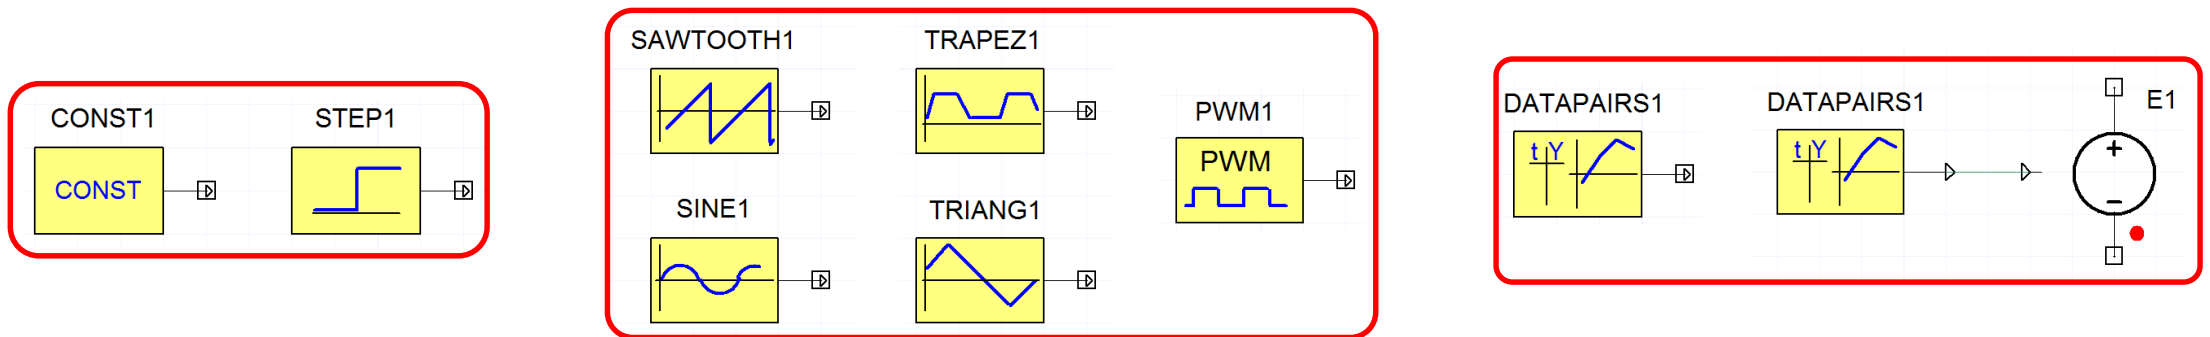 CONST1
CONST
STEP1
SAWTOOTH1
TRAPEZ1
SINE1
TRIANG1
PWM1
PWM
DATAPAIRS1
t Y
DATAPAIRS1
t Y
E1